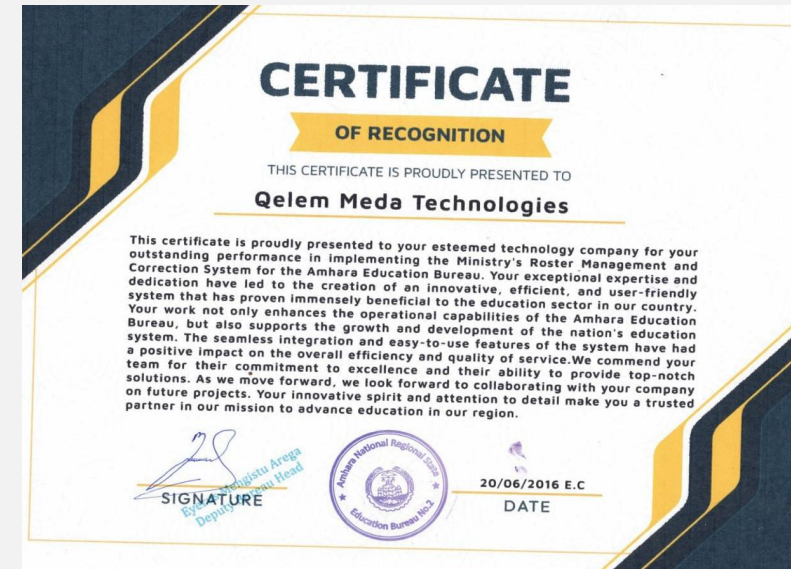 CERTIFICATE
OF RECOGNITION
THIS CERTIFICATE IS PROUDLY PRESENTED TO
Qelem Meda Technologies
This certificate is proudly presented to your esteemed technology company for your
outstanding performance in implementing the Ministry's Roster Management and
Correction System for the Amhara Education Bureau. Your exceptional expertise and
dedication have led to the creation of an innovative, efficient, and user-friendly
system that has proven immensely beneficial to the education sector in our country.
Your work not only enhances the operational capabilities of the Amhara Education
Bureau, but also supports the growth and development of the nation's education
system. The seamless integration and easy-to-use features of the system have had
a positive impact on the overall efficiency and quality of service.We commend your
team for their commitment to excellence and their ability to provide top-notch
solutions. As we move forward, we look forward to collaborating with your company
on future projects. Your innovative spirit and attention to detail make you a trusted
partner in our mission to advance education in our region.
Mengistu Arega
Deputy Bureau Head
SIGNATURE
Amhara National Regional State
Education Bureau No.2
20/06/2016 E.C
DATE